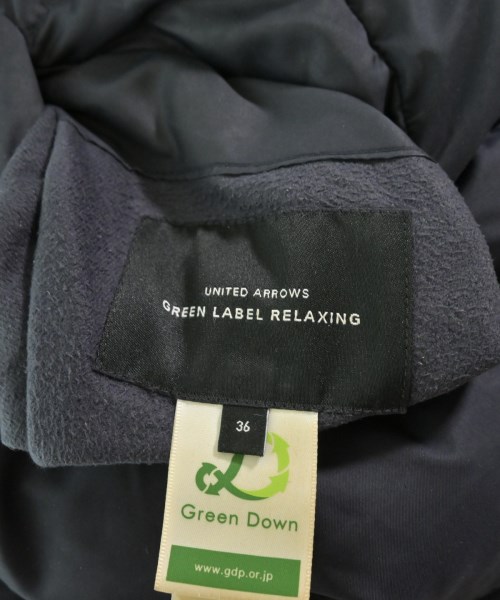 UNITED ARROWS
GREEN LABEL RELAXING
36
Green Down
www.gdp.or.jp